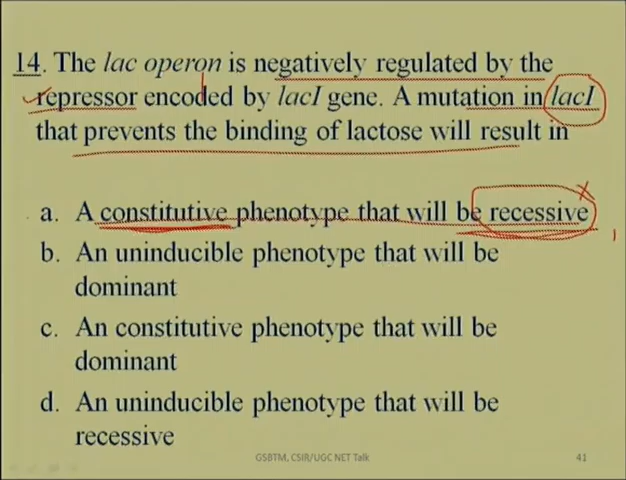 14. The lac operon is negatively regulated by the
repressor encoded by lacI gene. A mutation in lacI
that prevents the binding of lactose will result in
a. A constitutive phenotype that will be recessive
b. An uninducible phenotype that will be
dominant
c. An constitutive phenotype that will be
dominant
d. An uninducible phenotype that will be
recessive
GSBTM, CSIR/UGC NET Talk
41